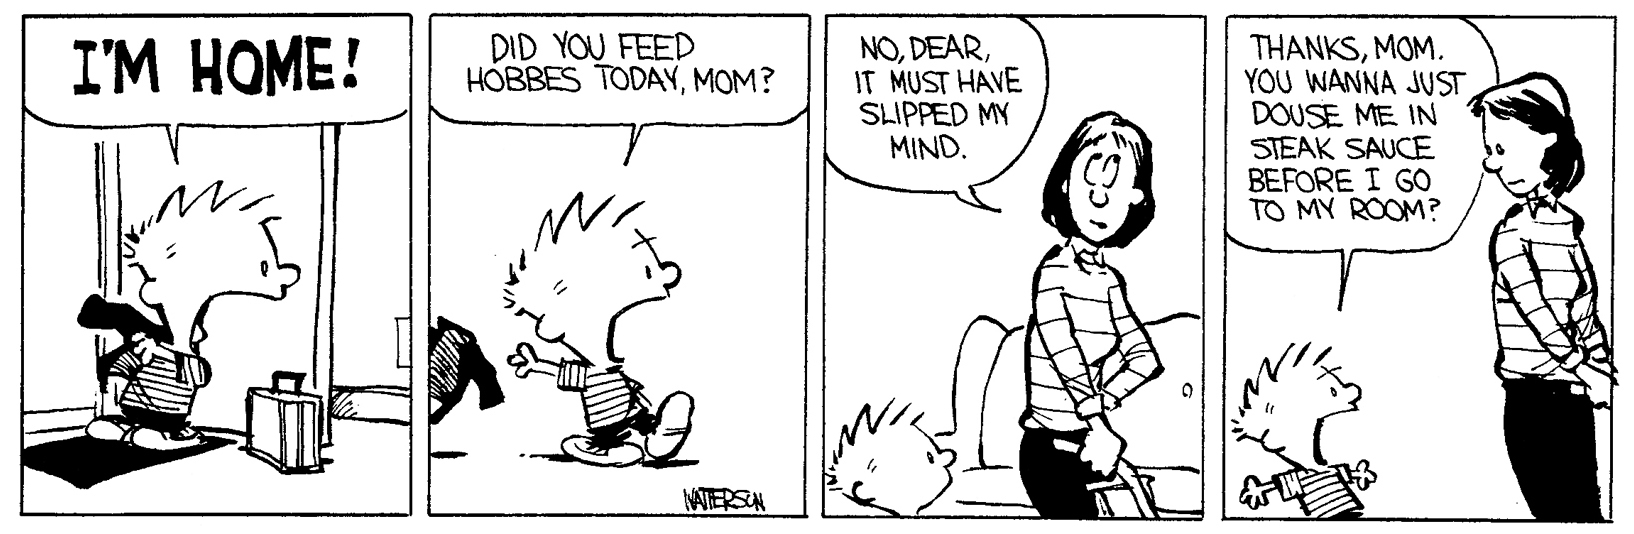 I'M HOME!
DID YOU FEED
HOBBES TODAY, MOM?
WATTERSON
NO, DEAR,
IT MUST HAVE
SLIPPED MY
MIND.
THANKS, MOM.
YOU WANNA JUST
DOUSE ME IN
STEAK SAUCE
BEFORE I GO
TO MY ROOM?